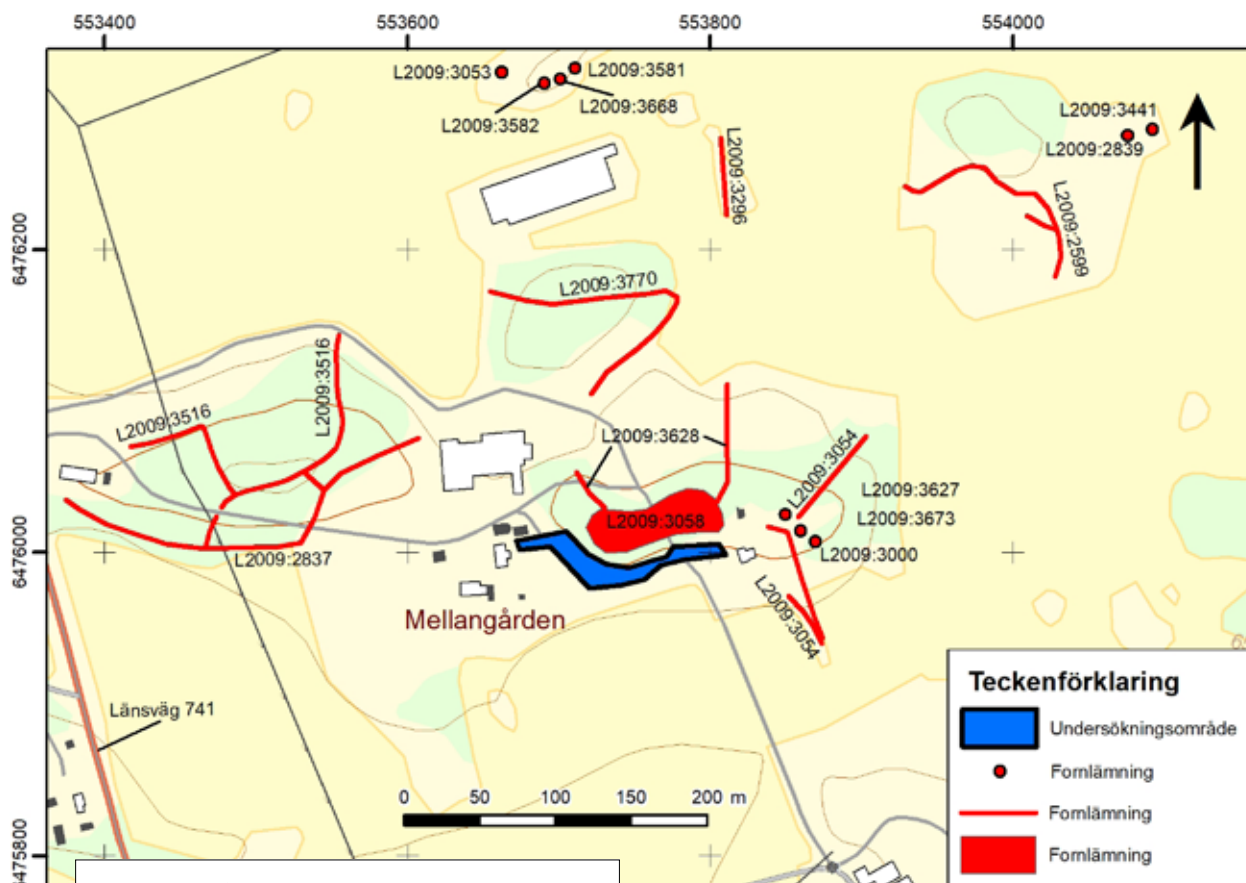 553400
553600
553800
554000
L2009:3053
L2009:3581
L2009:3668
L2009:3582
L2009:3441
L2009:2839
L2009:3296
L2009:2599
6476200
L2009:3770
L2009:3516
L2009:3516
L2009:3628
L2009:3054
L2009:3627
L2009:3673
L2009:3058
L2009:3000
6476000
L2009:2837
Mellangården
L2009:3054
Länsväg 741
Teckenförklaring
Undersökningsområde
Fornlämning
Fornlämning
Fornlämning
0 50 100 150 200 m
6475800